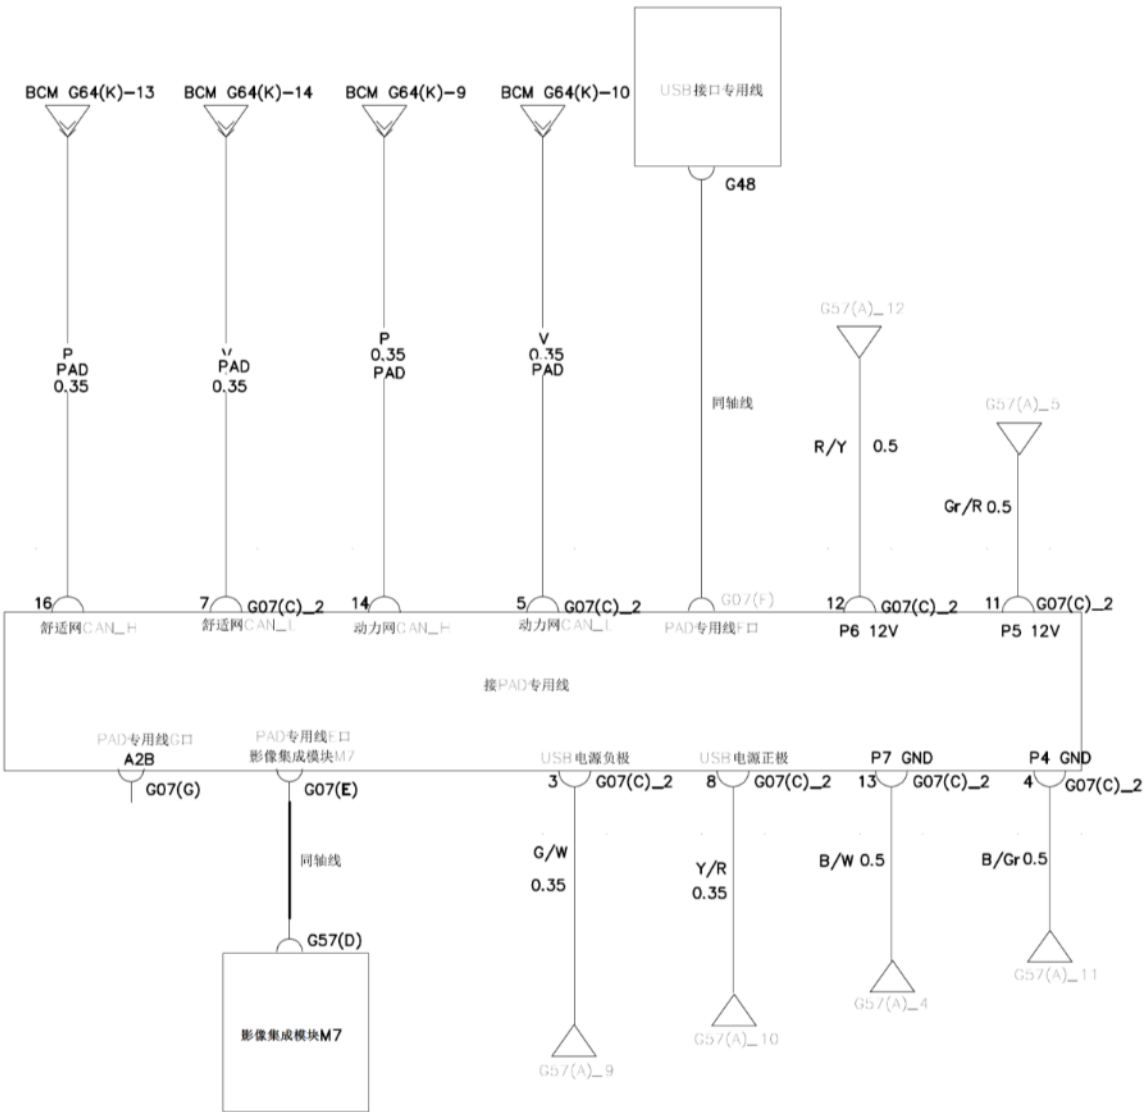 BCM G64(K)-13
BCM G64(K)-14
BCM G64(K)-9
BCM G64(K)-10
USB接口专用线
G48
P
PAD
0.35
V
PAD
0.35
P
0.35
PAD
V
0.35
PAD
同轴线
G57(A)_12
R/Y 0.5
G57(A)_5
Gr/R 0.5
16
7 G07(C)_2
14
5 G07(C)_2
G07(F)
12 G07(C)_2
11 G07(C)_2
舒适网CAN_H
舒适网CAN_L
动力网CAN_H
动力网CAN_L
PAD专用线F口
P6 12V
P5 12V
接PAD专用线
PAD专用线G口
A2B
PAD专用线E口
影像集成模块M7
USB电源负极
USB电源正极
P7 GND
P4 GND
G07(G)
G07(E)
3 G07(C)_2
8 G07(C)_2
13 G07(C)_2
4 G07(C)_2
同轴线
G57(D)
影像集成模块M7
G/W
0.35
Y/R
0.35
B/W 0.5
B/Gr 0.5
G57(A)_9
G57(A)_10
G57(A)_4
G57(A)_11